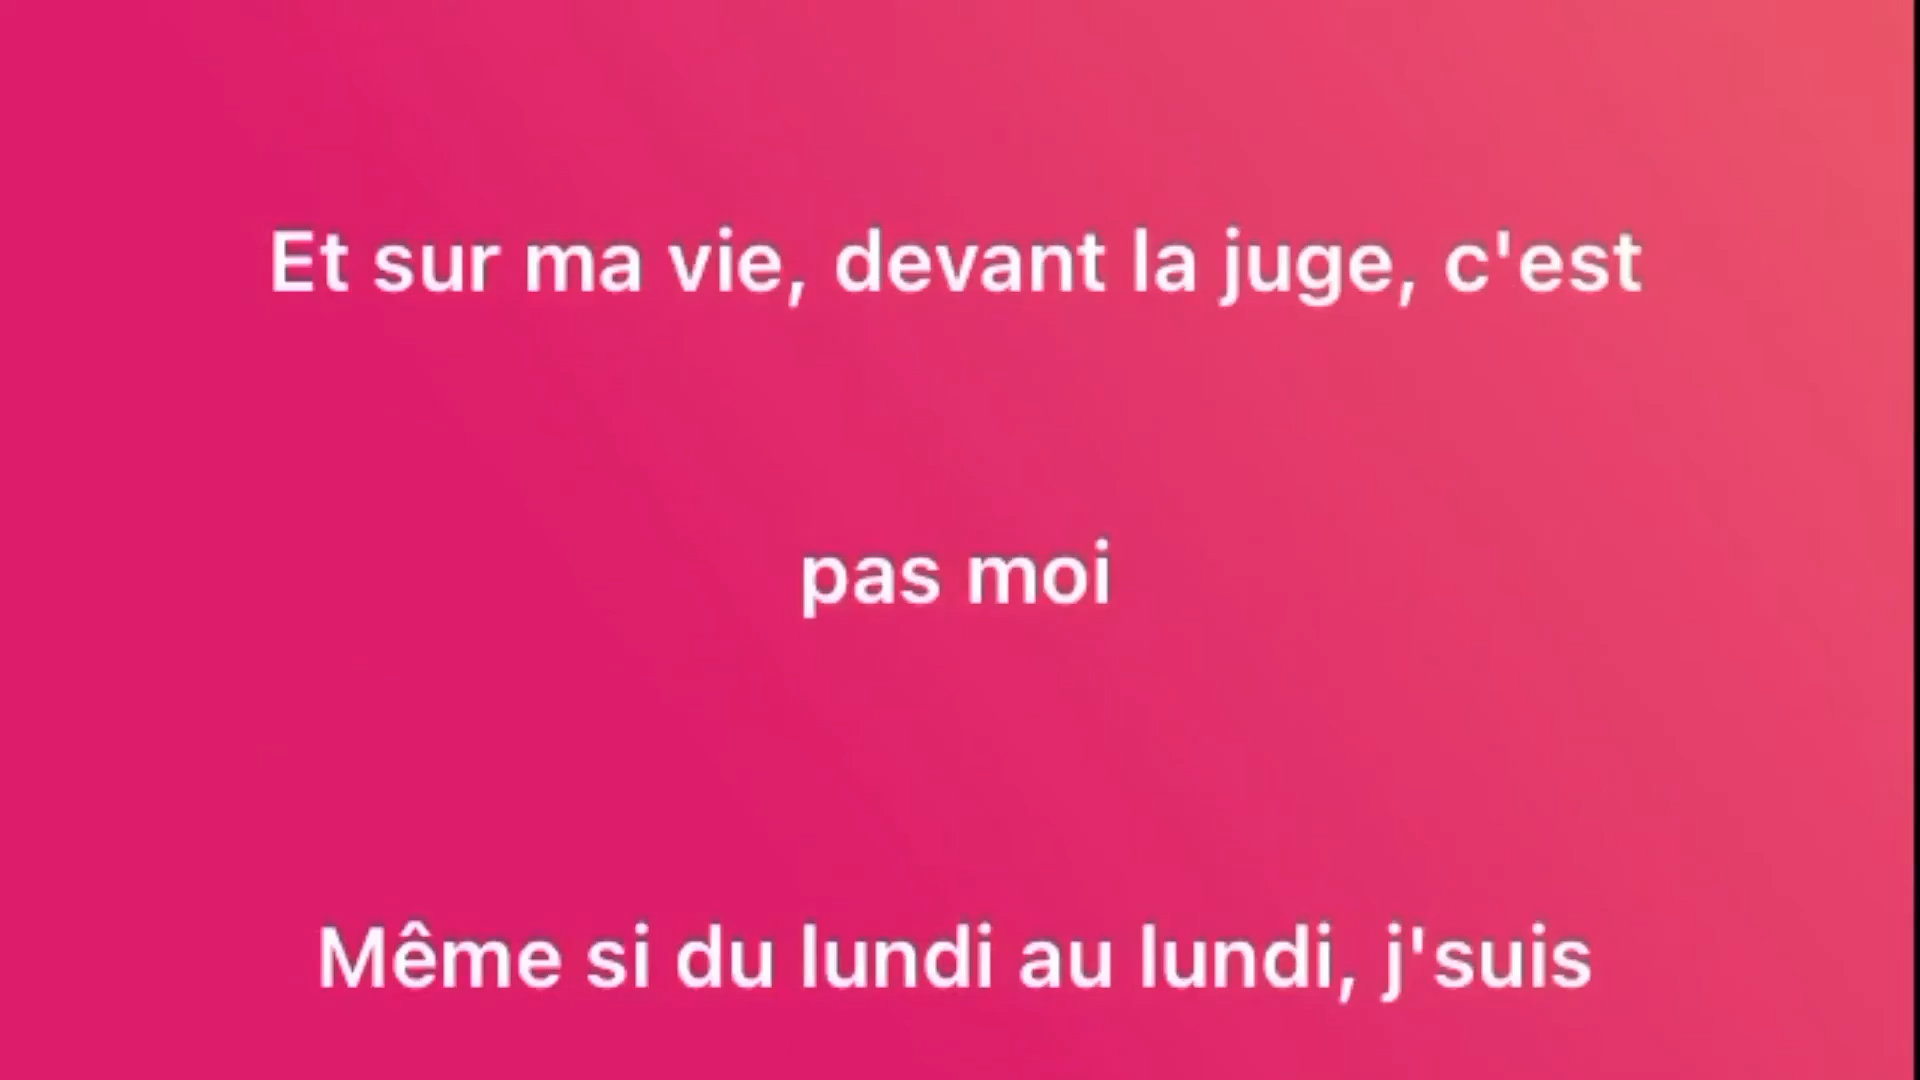 Et sur ma vie, devant la juge, c'est
pas moi
Même si du lundi au lundi, j'suis